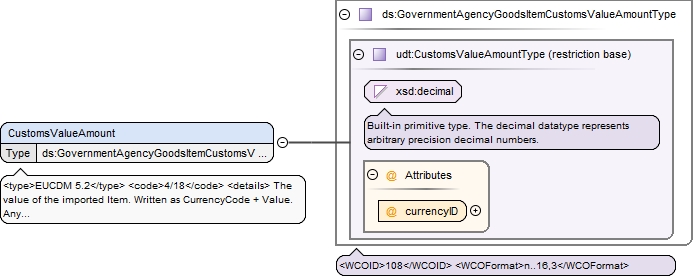 ds:GovernmentAgencyGoodsItemCustomsValueAmountType
udt:CustomsValueAmountType (restriction base)
xsd:decimal
Built-in primitive type. The decimal datatype represents
arbitrary precision decimal numbers.
CustomsValueAmount
Type ds:GovernmentAgencyGoodsItemCustomsV ...
<type>EUCDM 5.2</type> <code>4/18</code> <details> The
value of the imported Item. Written as CurrencyCode + Value.
Any...
@ Attributes
@ currencyID
<WCOID>108</WCOID> <WCOFormat>n..16,3</WCOFormat>